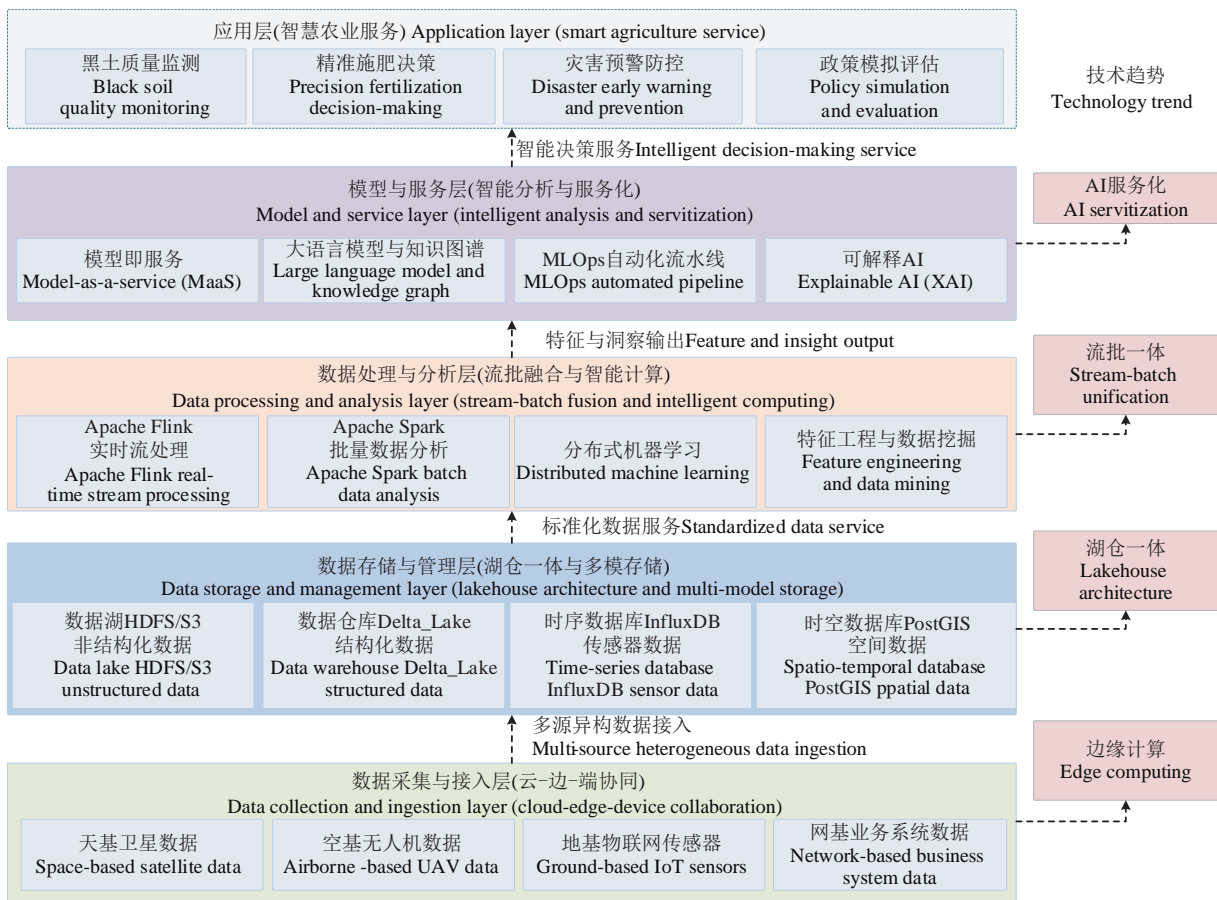 应用层(智慧农业服务) Application layer (smart agriculture service)
黑土质量监测
Black soil
quality monitoring
精准施肥决策
Precision fertilization
decision-making
灾害预警防控
Disaster early warning
and prevention
政策模拟评估
Policy simulation
and evaluation
技术趋势
Technology trend
智能决策服务Intelligent decision-making service
模型与服务层(智能分析与服务化)
Model and service layer (intelligent analysis and servitization)
模型即服务
Model-as-a-service (MaaS)
大语言模型与知识图谱
Large language model and
knowledge graph
MLOps自动化流水线
MLOps automated pipeline
可解释AI
Explainable AI (XAI)
AI服务化
AI servitization
特征与洞察输出Feature and insight output
数据处理与分析层(流批融合与智能计算)
Data processing and analysis layer (stream-batch fusion and intelligent computing)
Apache Flink
实时流处理
Apache Flink real-
time stream processing
Apache Spark
批量数据分析
Apache Spark batch
data analysis
分布式机器学习
Distributed machine learning
特征工程与数据挖掘
Feature engineering
and data mining
流批一体
Stream-batch
unification
标准化数据服务Standardized data service
数据存储与管理层(湖仓一体与多模存储)
Data storage and management layer (lakehouse architecture and multi-model storage)
数据湖HDFS/S3
非结构化数据
Data lake HDFS/S3
unstructured data
数据仓库Delta_Lake
结构化数据
Data warehouse Delta_Lake
structured data
时序数据库InfluxDB
传感器数据
Time-series database
InfluxDB sensor data
时空数据库PostGIS
空间数据
Spatio-temporal database
PostGIS ppatial data
湖仓一体
Lakehouse
architecture
多源异构数据接入
Multi-source heterogeneous data ingestion
数据采集与接入层(云-边-端协同)
Data collection and ingestion layer (cloud-edge-device collaboration)
天基卫星数据
Space-based satellite data
空基无人机数据
Airborne -based UAV data
地基物联网传感器
Ground-based IoT sensors
网基业务系统数据
Network-based business
system data
边缘计算
Edge computing